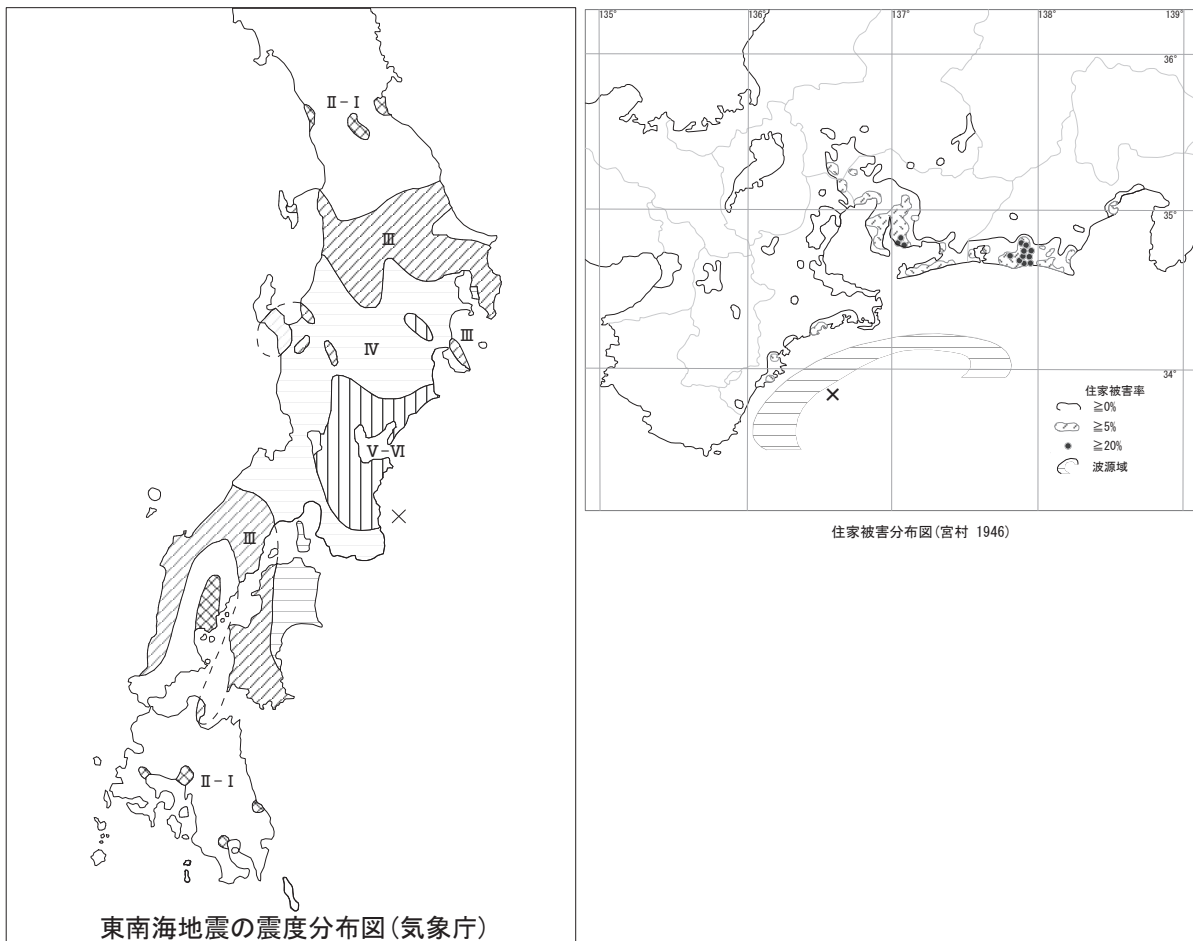 II-I
III
IV
III
V-VI
III
II-I
東南海地震の震度分布図(気象庁)
135°
136°
137°
138°
139°
36°
35°
34°
住家被害率
≧0%
≧5%
≧20%
波源域
住家被害分布図(宮村 1946)